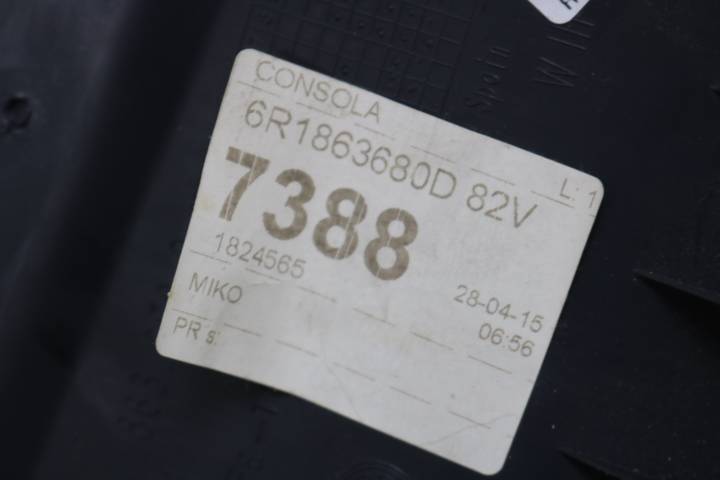 CONSOLA
L: 1
6R1863680D 82V
7388
1824565
28-04-15
MIKO
06:56
PR s: